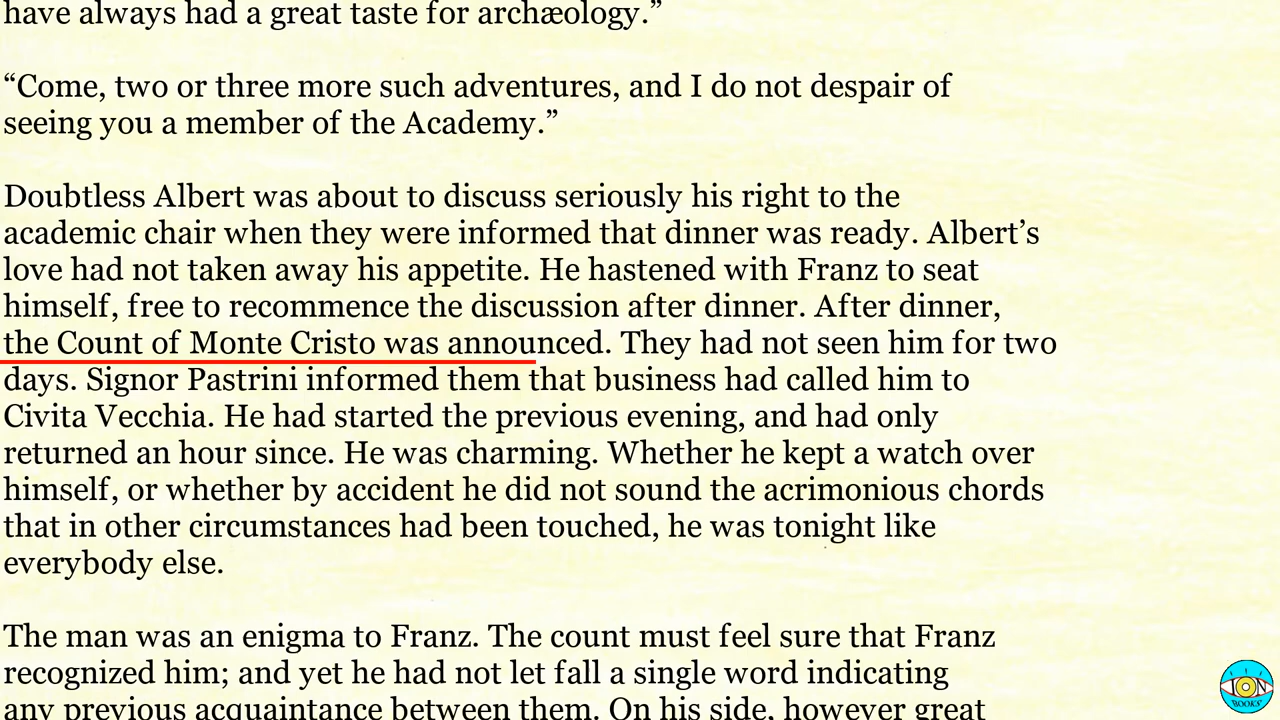 have always had a great taste for archæology.”
“Come, two or three more such adventures, and I do not despair of
seeing you a member of the Academy.”
Doubtless Albert was about to discuss seriously his right to the
academic chair when they were informed that dinner was ready. Albert’s
love had not taken away his appetite. He hastened with Franz to seat
himself, free to recommence the discussion after dinner. After dinner,
the Count of Monte Cristo was announced. They had not seen him for two
days. Signor Pastrini informed them that business had called him to
Civita Vecchia. He had started the previous evening, and had only
returned an hour since. He was charming. Whether he kept a watch over
himself, or whether by accident he did not sound the acrimonious chords
that in other circumstances had been touched, he was tonight like
everybody else.
The man was an enigma to Franz. The count must feel sure that Franz
recognized him; and yet he had not let fall a single word indicating
any previous acquaintance between them. On his side, however great
ION
BOOKS